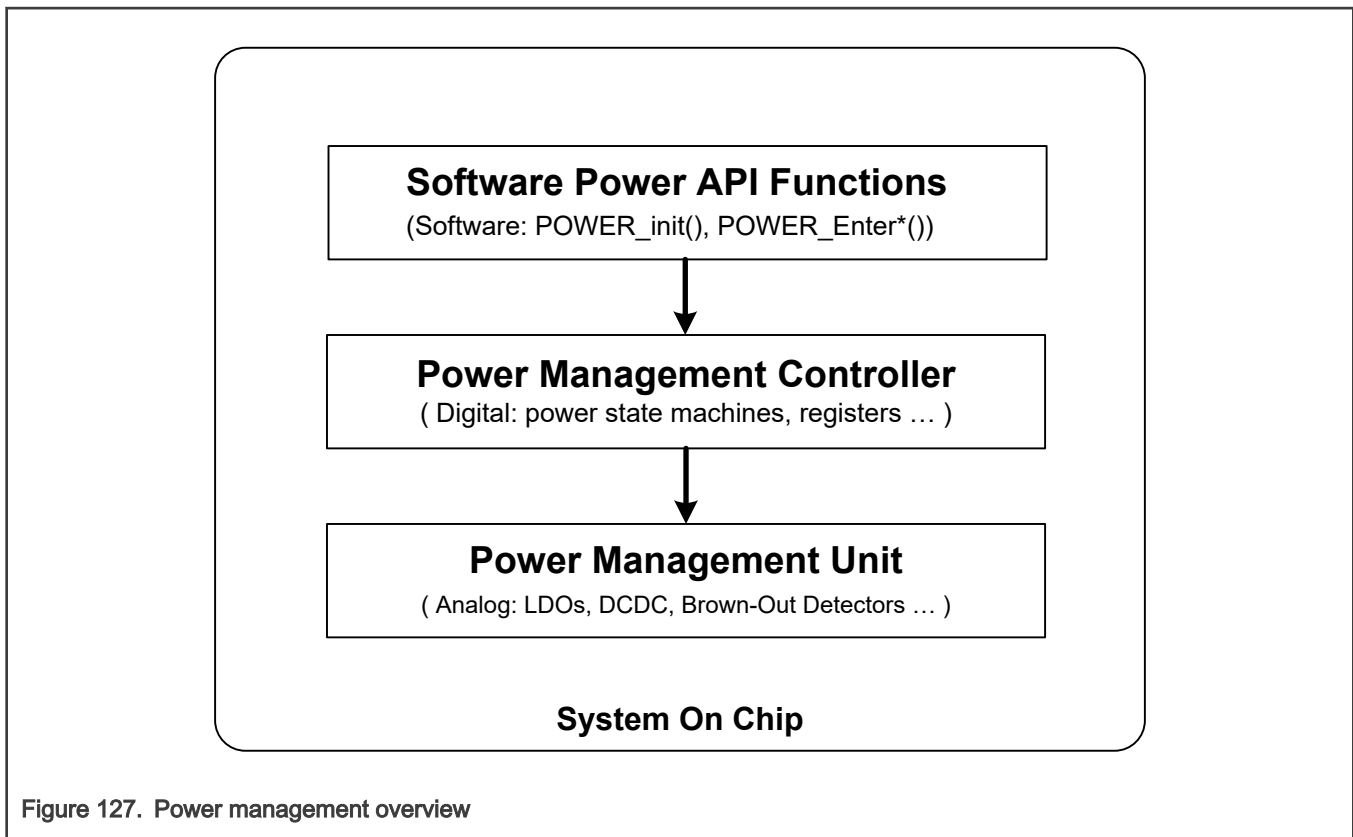 Software Power API Functions
(Software: POWER_init(), POWER_Enter*())
Power Management Controller
( Digital: power state machines, registers … )
Power Management Unit
( Analog: LDOs, DCDC, Brown-Out Detectors … )
System On Chip
Figure 127. Power management overview